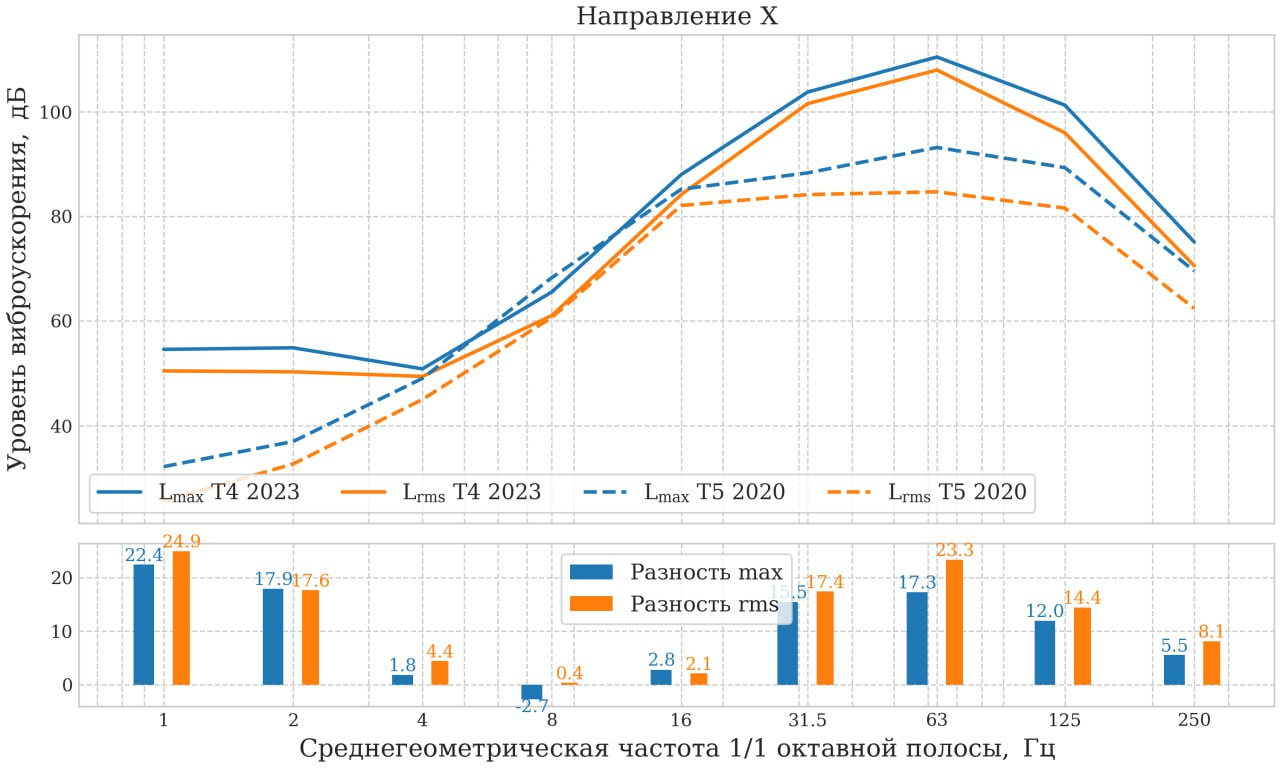 Направление X
Уровень виброускорения, дБ
100
80
60
40
Lmax T4 2023 Lrms T4 2023 Lmax T5 2020 Lrms T5 2020
24.9
22.4
17.9 17.6
1.8 4.4
-2.7 0.4
2.8 2.1
15.5 17.4
17.3 23.3
12.0 14.4
5.5 8.1
Разность max
Разность rms
20
10
0
1 2 4 8 16 31.5 63 125 250
Среднегеометрическая частота 1/1 октавной полосы, Гц